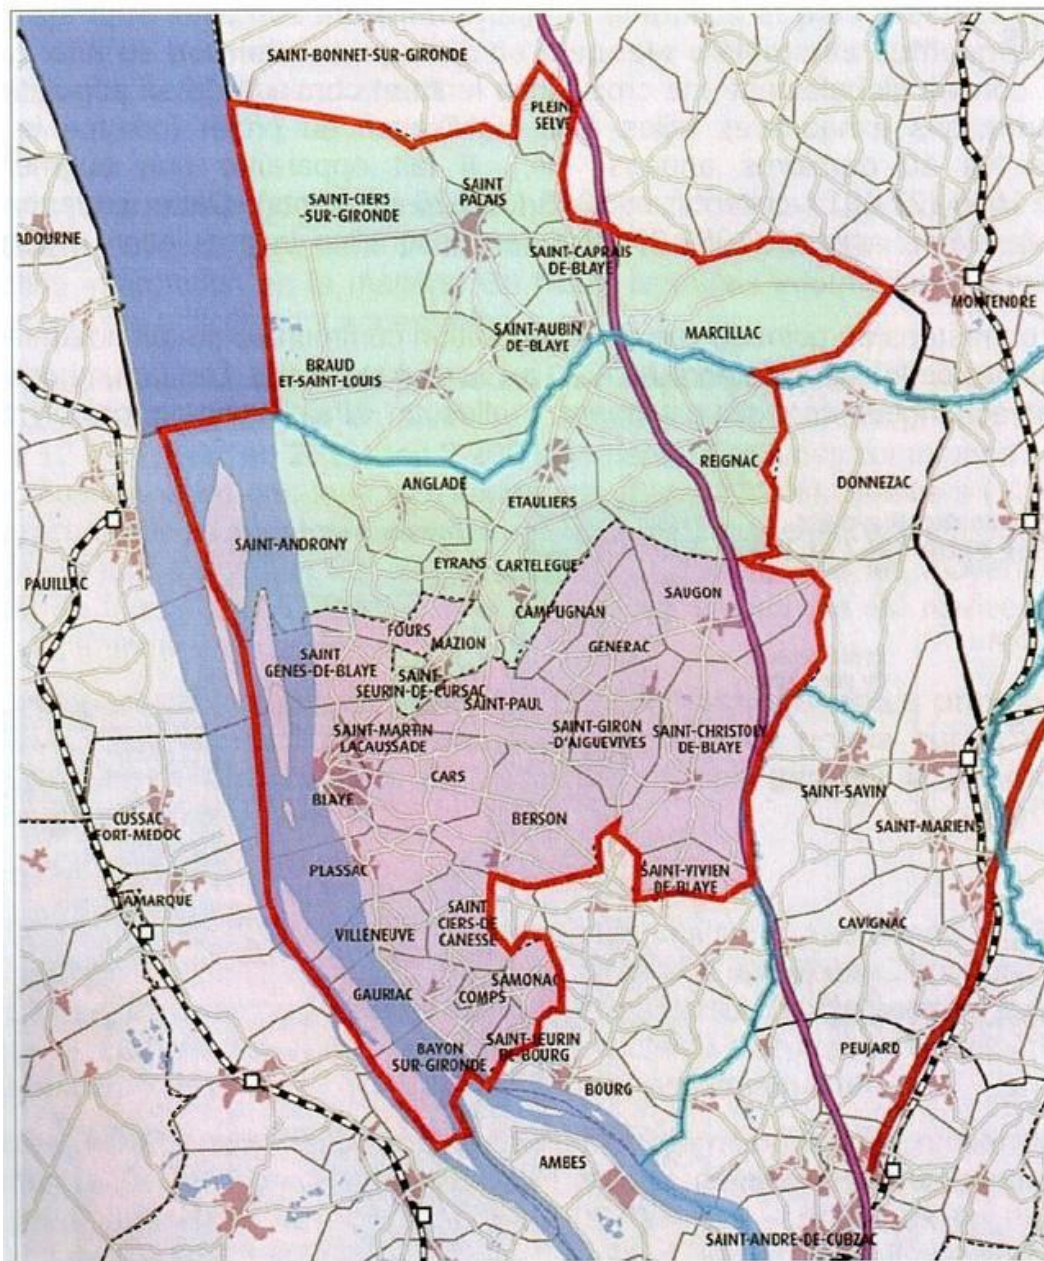 SAINT-BONNET-SUR-GIRONDE
PLEINE
SELVE
SAINT-CIERS
-SUR-GIRONDE
SAINT
PALAIS
ADOURNE
SAINT-CAPRAIS
DE-BLAYE
MONTENDRE
SAINT-AUBIN
DE-BLAYE
MARCILLAC
BRAUD
ET-SAINT-LOUIS
REIGNAC
ANGLADE
DONNEZAC
ETAULIERS
SAINT-ANDRONY
EYRANS
CARTELEGUE
PAUILLAC
SAUGON
CAMPUGNAN
FOURS
MAZION
GENERAC
SAINT
GENES-DE-BLAYE
SAINT-
SEURIN-DE-CURSAC
SAINT-PAUL
SAINT-MARTIN
LACAUSSADE
SAINT-GIRON
-D'AIGUEVIVES
SAINT-CHRISTOLY
DE-BLAYE
CARS
BLAYE
SAINT-SAVIN
CUSSAC
FORT-MEDOC
BERSON
SAINT-MARIENS
PLASSAC
SAINT-VIVIEN
DE-BLAYE
AMARQUE
SAINT
CIERS-DE
CANESSE
CAVIGNAC
VILLENEUVE
SAMONAC
GAURIAC
COMPS
SAINT-SEURIN
DE-BOURG
BAYON
SUR-GIRONDE
PEUJARD
BOURG
AMBES
SAINT-ANDRE-DE-CUBZAC